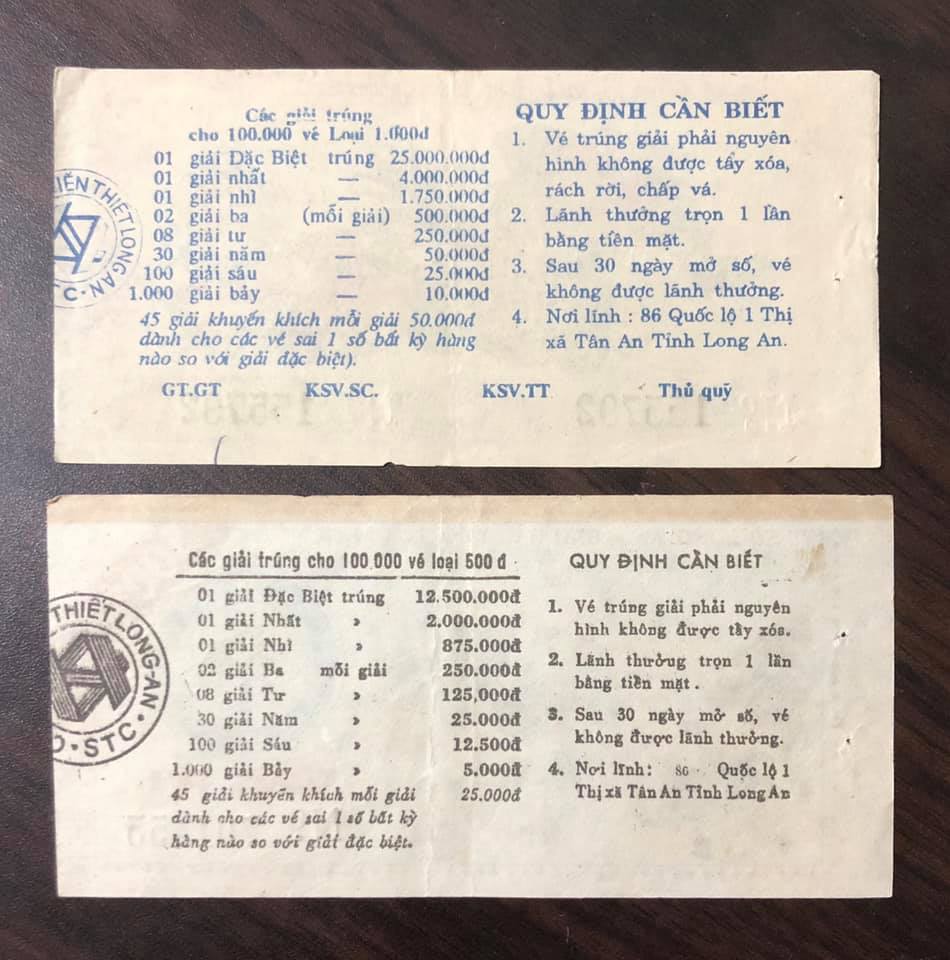 Các giải trúng
cho 100.000 vé Loại 1.000đ
01 giải Đặc Biệt trúng 25.000.000đ
01 giải nhất — 4.000.000đ
01 giải nhì — 1.750.000đ
02 giải ba (mỗi giải) 500.000đ
08 giải tư — 250.000đ
30 giải năm — 50.000đ
100 giải sáu — 25.000đ
1.000 giải bảy — 10.000đ
45 giải khuyến khích mỗi giải 50.000đ
dành cho các vé sai 1 số bất kỳ hàng
nào so với giải đặc biệt).
QUY ĐỊNH CẦN BIẾT
1. Vé trúng giải phải nguyên
hình không được tẩy xóa,
rách rời, chấp vá.
2. Lãnh thưởng trọn 1 lần
bằng tiền mặt.
3. Sau 30 ngày mở số, vé
không được lãnh thưởng.
4. Nơi lĩnh : 86 Quốc lộ 1 Thị
xã Tân An Tỉnh Long An.
GT.GT KSV.SC. KSV.TT Thủ quỹ
THIẾT LONG AN
Các giải trúng cho 100.000 vé loại 500đ
01 giải Đặc Biệt trúng 12.500.000đ
01 giải Nhất » 2.000.000đ
01 giải Nhì » 875.000đ
02 giải Ba mỗi giải 250.000đ
08 giải Tư » 125,000đ
30 giải Năm » 25.000đ
100 giải Sáu » 12.500đ
1.000 giải Bảy » 5.000đ
45 giải khuyến khích mỗi giải 25.000đ
dành cho các vé sai 1 số bất kỳ
hàng nào so với giải đặc biệt.
QUY ĐỊNH CẦN BIẾT
1. Vé trúng giải phải nguyên
hình không được tẩy xóa.
2. Lãnh thưởng trọn 1 lần
bằng tiền mặt.
3. Sau 30 ngày mở số, vé
không được lãnh thưởng.
4. Nơi lĩnh: 86 Quốc lộ 1
Thị xã Tân An Tỉnh Long An
THIẾT LONG-AN
STC